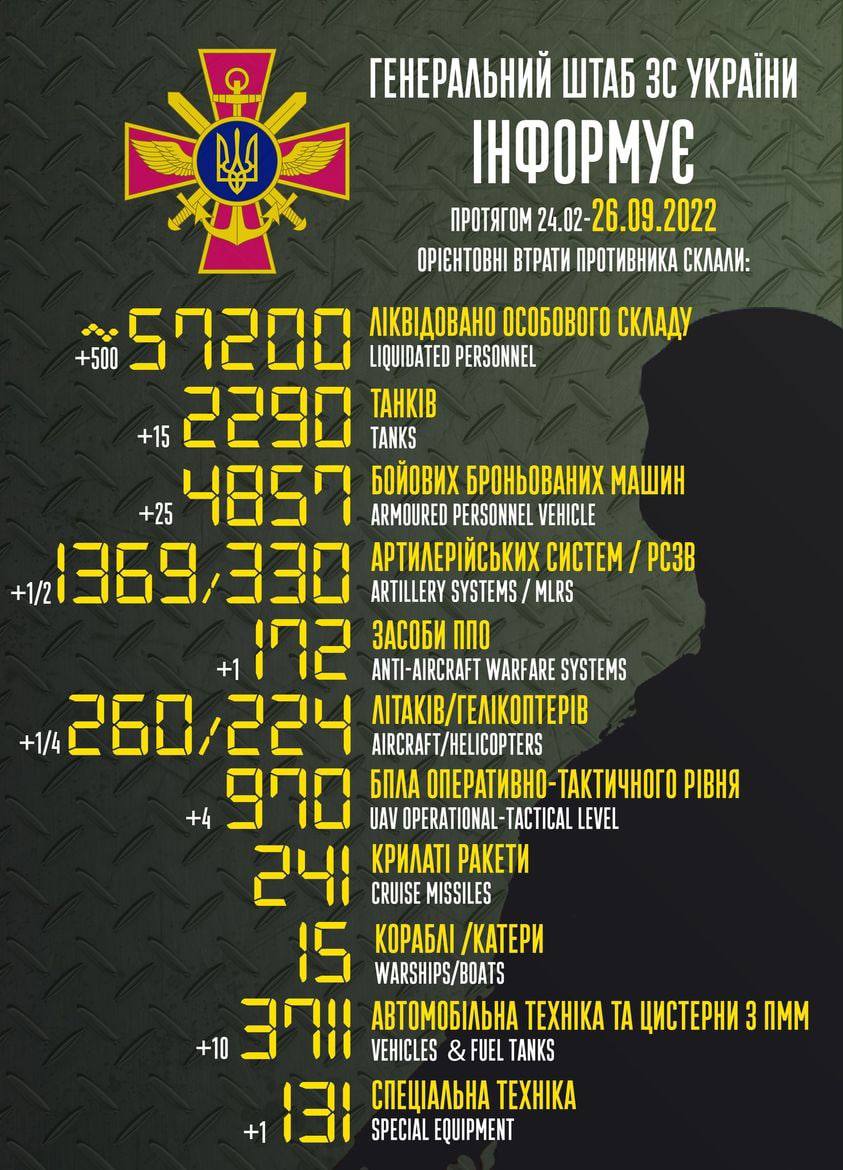 ГЕНЕРАЛЬНИЙ ШТАБ ЗС УКРАЇНИ
ІНФОРМУЄ
ПРОТЯГОМ 24.02-26.09.2022
ОРІЄНТОВНІ ВТРАТИ ПРОТИВНИКА СКЛАЛИ:
+500 ~57200 ЛІКВІДОВАНО ОСОБОВОГО СКЛАДУ
LIQUIDATED PERSONNEL
+15 2290 ТАНКІВ
TANKS
+25 4857 БОЙОВИХ БРОНЬОВАНИХ МАШИН
ARMOURED PERSONNEL VEHICLE
+1/2 1369/330 АРТИЛЕРІЙСЬКИХ СИСТЕМ / РСЗВ
ARTILLERY SYSTEMS / MLRS
+1 172 ЗАСОБИ ППО
ANTI-AIRCRAFT WARFARE SYSTEMS
+1/4 260/224 ЛІТАКІВ/ГЕЛІКОПТЕРІВ
AIRCRAFT/HELICOPTERS
+4 970 БПЛА ОПЕРАТИВНО-ТАКТИЧНОГО РІВНЯ
UAV OPERATIONAL-TACTICAL LEVEL
241 КРИЛАТІ РАКЕТИ
CRUISE MISSILES
15 КОРАБЛІ /КАТЕРИ
WARSHIPS/BOATS
+10 3711 АВТОМОБІЛЬНА ТЕХНІКА ТА ЦИСТЕРНИ З ПММ
VEHICLES & FUEL TANKS
+1 131 СПЕЦІАЛЬНА ТЕХНІКА
SPECIAL EQUIPMENT